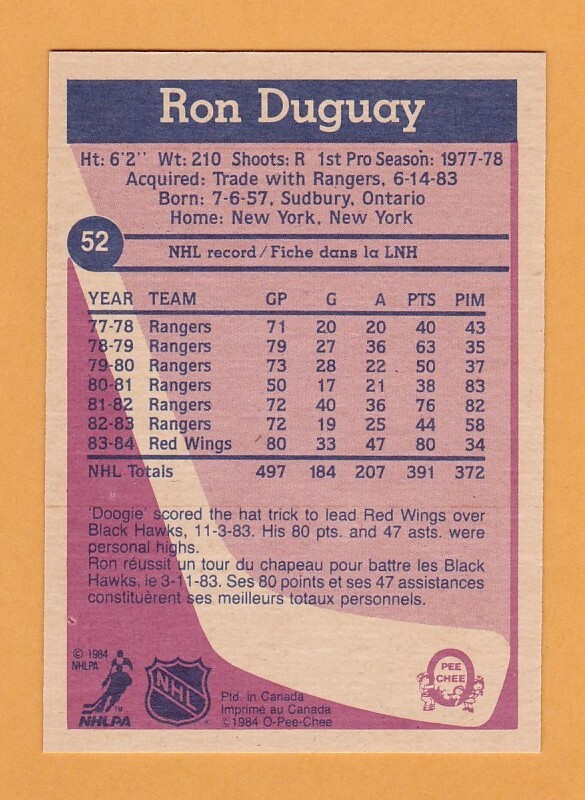 Ron Duguay
Ht: 6'2" Wt: 210 Shoots: R 1st Pro Season: 1977-78
Acquired: Trade with Rangers, 6-14-83
Born: 7-6-57, Sudbury, Ontario
Home: New York, New York
52
NHL record / Fiche dans la LNH
YEAR TEAM GP G A PTS PIM
77-78 Rangers 71 20 20 40 43
78-79 Rangers 79 27 36 63 35
79-80 Rangers 73 28 22 50 37
80-81 Rangers 50 17 21 38 83
81-82 Rangers 72 40 36 76 82
82-83 Rangers 72 19 25 44 58
83-84 Red Wings 80 33 47 80 34
NHL Totals 497 184 207 391 372
'Doogie' scored the hat trick to lead Red Wings over
Black Hawks, 11-3-83. His 80 pts. and 47 asts. were
personal highs.
Ron réussit un tour du chapeau pour battre les Black
Hawks, le 3-11-83. Ses 80 points et ses 47 assistances
constituèrent ses meilleurs totaux personnels.
© 1984
NHLPA
NHLPA
TM
NHL
Ptd. in Canada
Imprimé au Canada
© 1984 O-Pee-Chee
O
PEE
CHEE